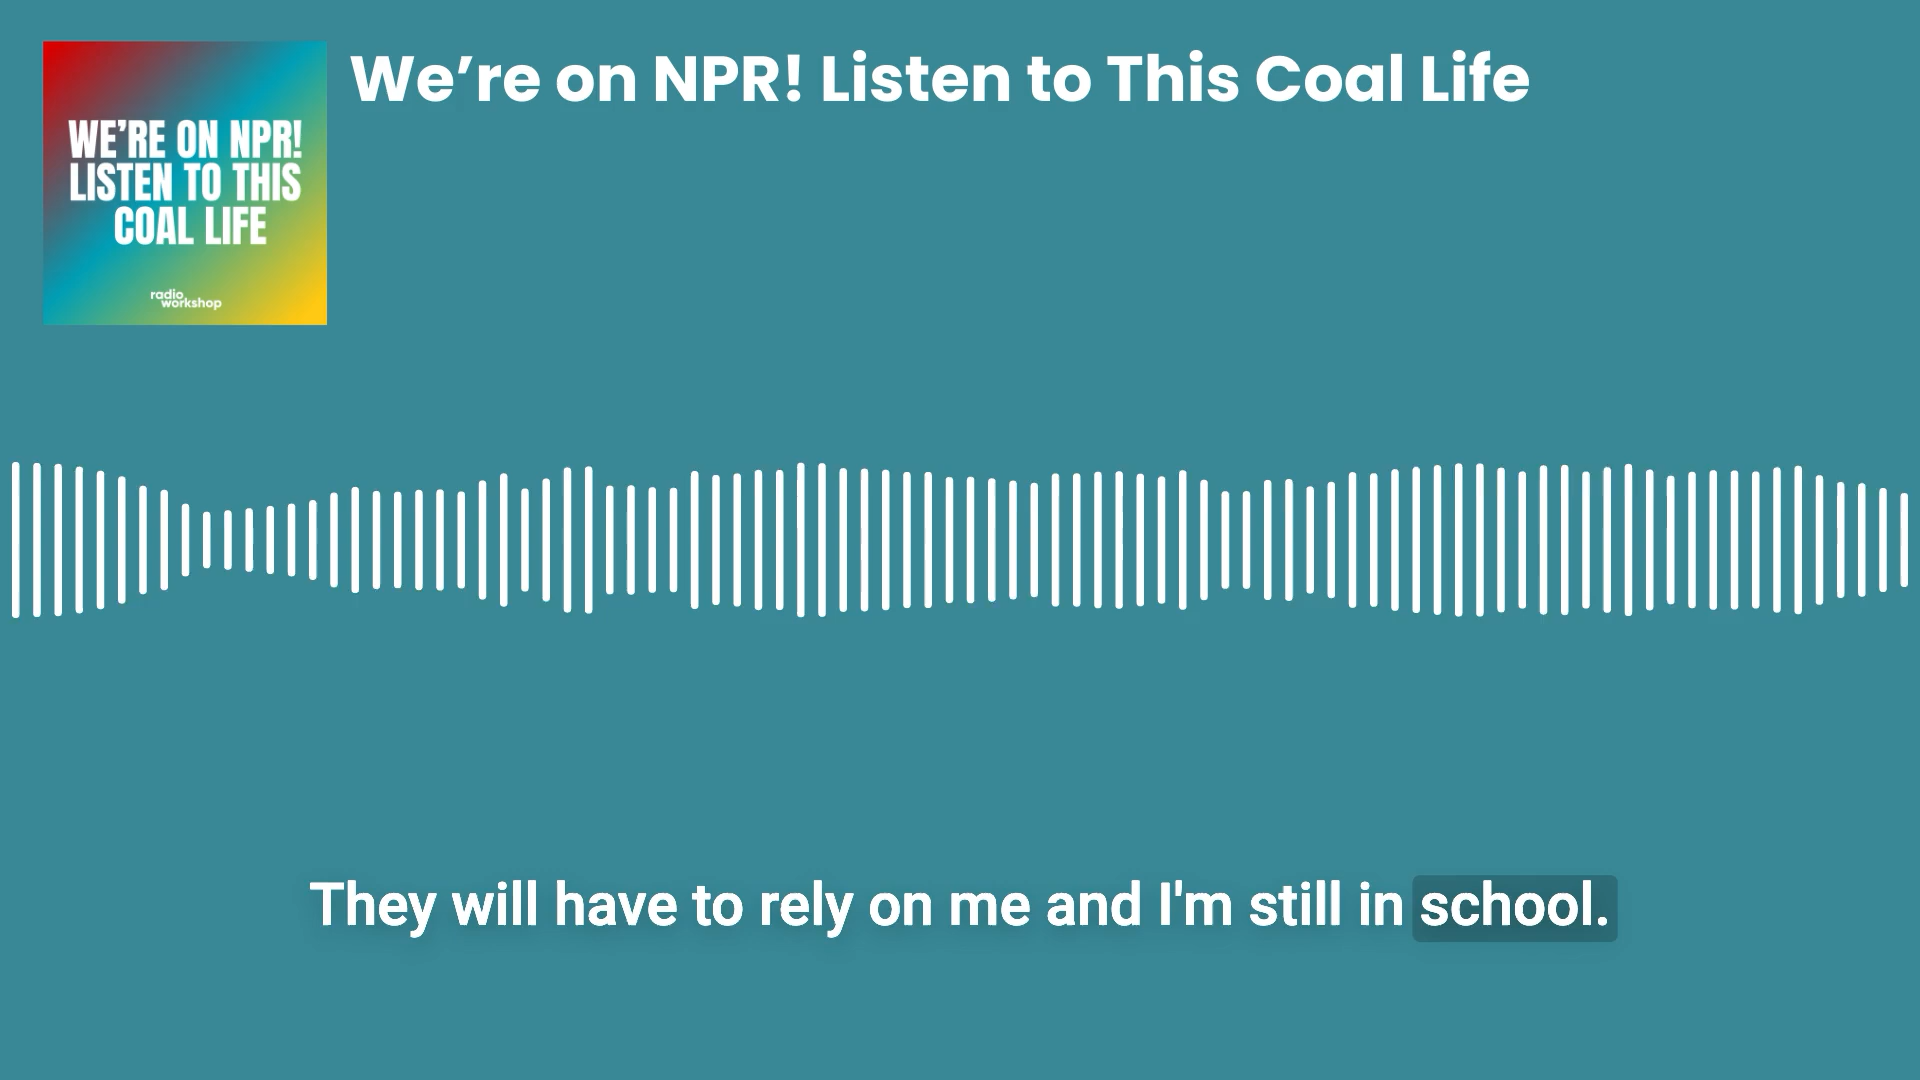 WE’RE ON NPR!
LISTEN TO THIS
COAL LIFE
radio
workshop
We’re on NPR! Listen to This Coal Life
They will have to rely on me and I'm still in school.